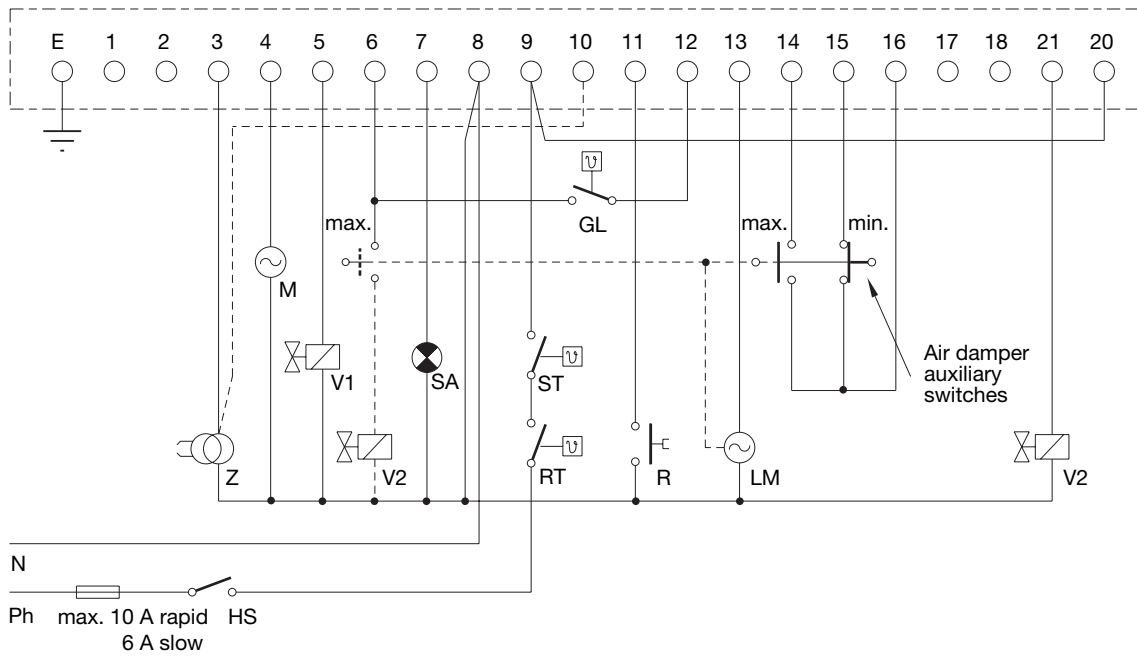 E 1 2 3 4 5 6 7 8 9 10 11 12 13 14 15 16 17 18 21 20
ϑ
GL
max.
max.
min.
M
V1
SA
ST
ϑ
Air damper
auxiliary
switches
Z
V2
RT
ϑ
R
LM
V2
N
Ph
max. 10 A rapid
6 A slow
HS